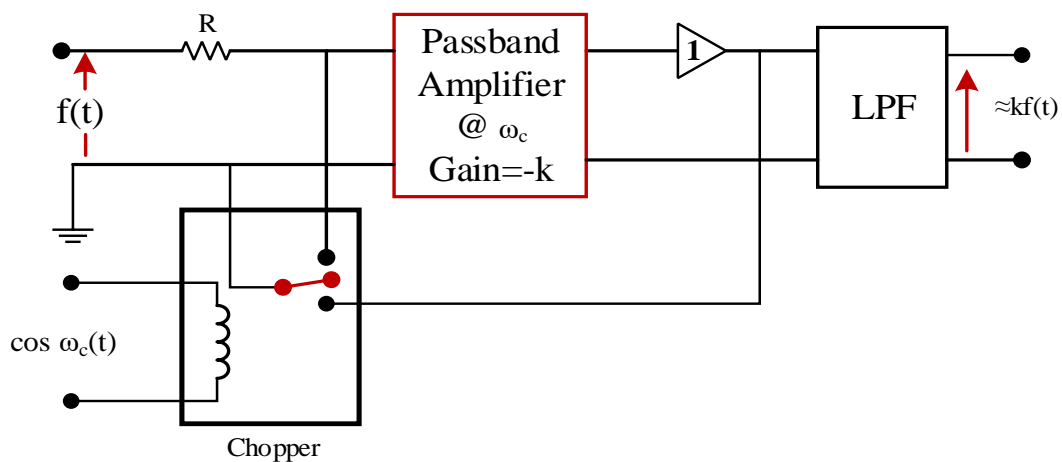 R
Passband
Amplifier
@ ωc
Gain=-k
1
LPF
f(t)
≈kf(t)
cos ωc(t)
Chopper